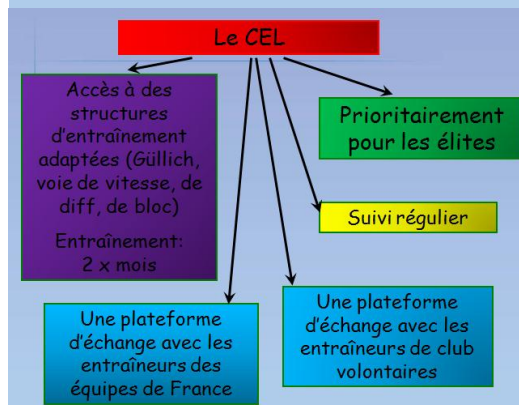 Le CEL
Accès à des
structures
d'entraînement
adaptées (Güllich,
voie de vitesse, de
diff, de bloc)
Entraînement:
2 x mois
Prioritairement
pour les élites
Suivi régulier
Une plateforme
d'échange avec les
entraîneurs des
équipes de France
Une plateforme
d'échange avec les
entraîneurs de club
volontaires